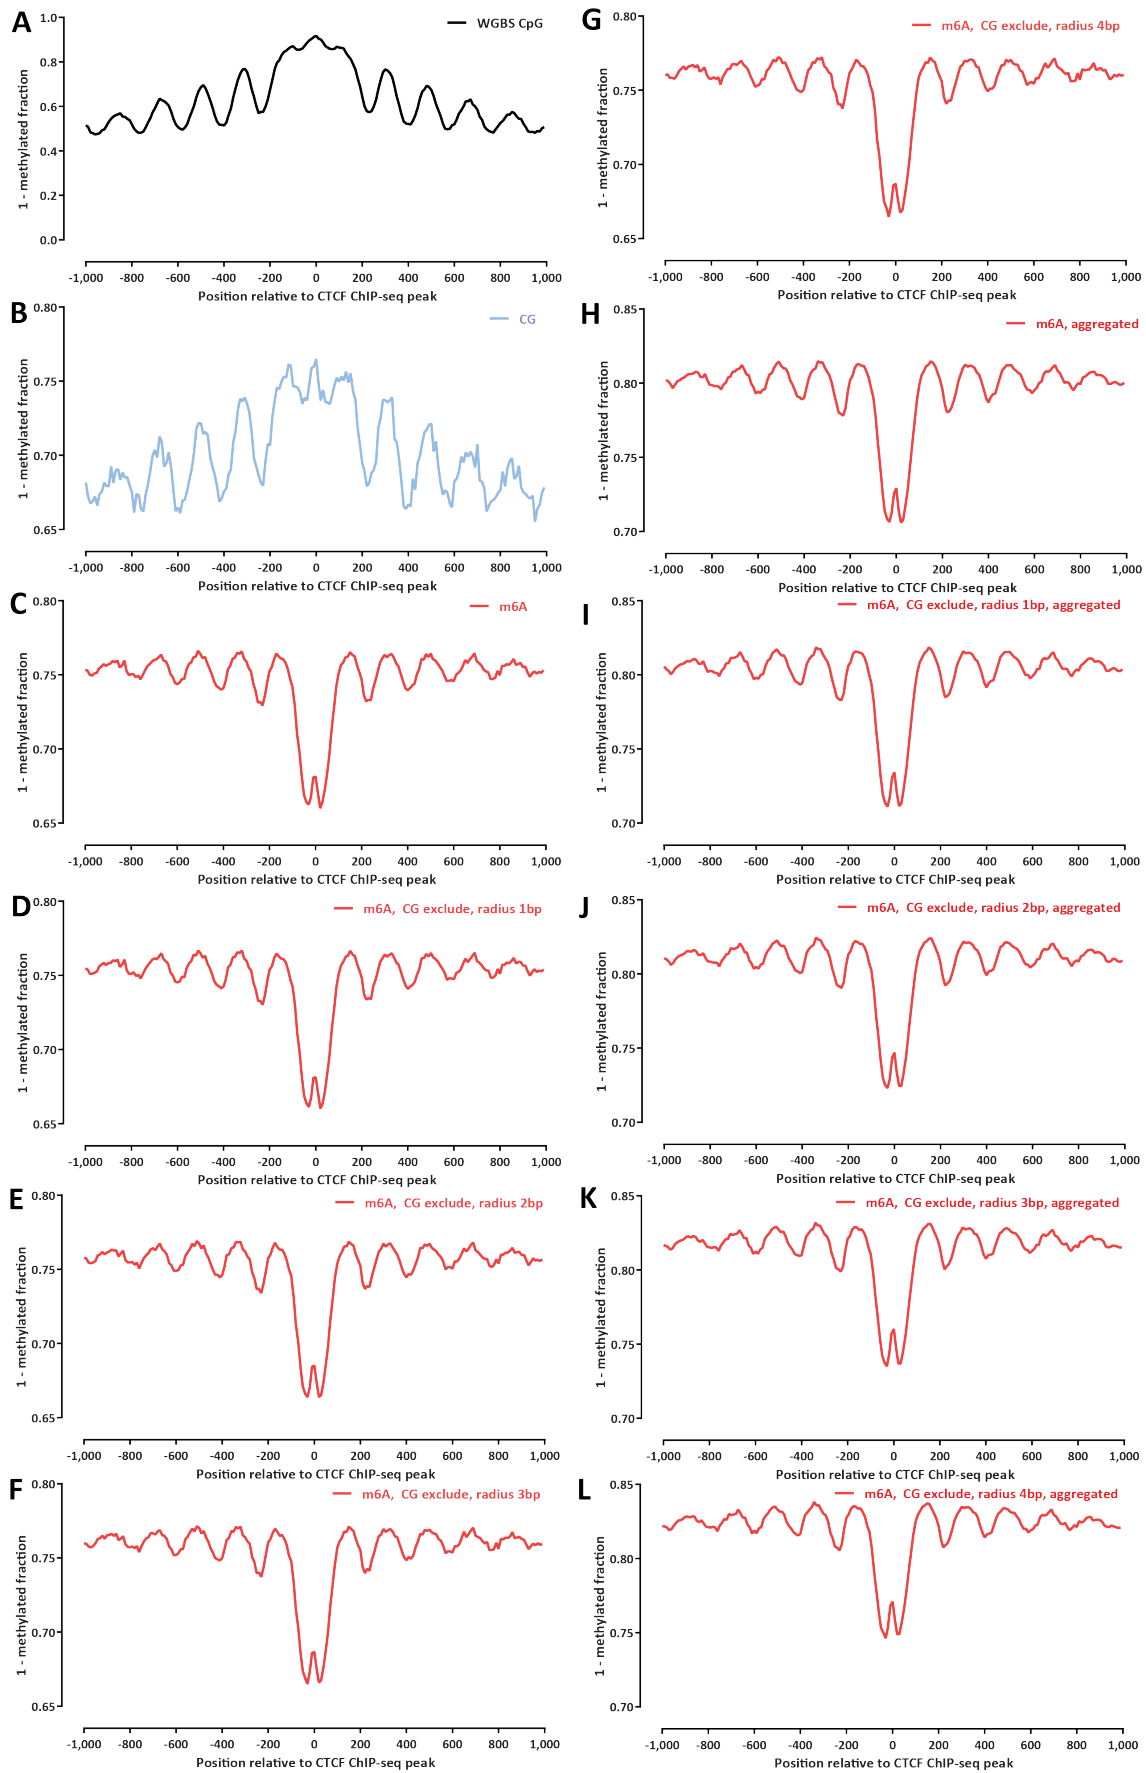 A
WGBS CpG
1 - methylated fraction
1.0
0.8
0.6
0.4
0.2
0.0
-1,000 -800 -600 -400 -200 0 200 400 600 800 1,000
Position relative to CTCF ChIP-seq peak
B
CG
1 - methylated fraction
0.80
0.75
0.70
0.65
-1,000 -800 -600 -400 -200 0 200 400 600 800 1,000
Position relative to CTCF ChIP-seq peak
C
m6A
1 - methylated fraction
0.80
0.75
0.70
0.65
-1,000 -800 -600 -400 -200 0 200 400 600 800 1,000
Position relative to CTCF ChIP-seq peak
D
m6A, CG exclude, radius 1bp
1 - methylated fraction
0.80
0.75
0.70
0.65
-1,000 -800 -600 -400 -200 0 200 400 600 800 1,000
Position relative to CTCF ChIP-seq peak
E
m6A, CG exclude, radius 2bp
1 - methylated fraction
0.80
0.75
0.70
0.65
-1,000 -800 -600 -400 -200 0 200 400 600 800 1,000
Position relative to CTCF ChIP-seq peak
F
m6A, CG exclude, radius 3bp
1 - methylated fraction
0.80
0.75
0.70
0.65
-1,000 -800 -600 -400 -200 0 200 400 600 800 1,000
Position relative to CTCF ChIP-seq peak
G
m6A, CG exclude, radius 4bp
1 - methylated fraction
0.80
0.75
0.70
0.65
-1,000 -800 -600 -400 -200 0 200 400 600 800 1,000
Position relative to CTCF ChIP-seq peak
H
m6A, aggregated
1 - methylated fraction
0.85
0.80
0.75
0.70
-1,000 -800 -600 -400 -200 0 200 400 600 800 1,000
Position relative to CTCF ChIP-seq peak
I
m6A, CG exclude, radius 1bp, aggregated
1 - methylated fraction
0.85
0.80
0.75
0.70
-1,000 -800 -600 -400 -200 0 200 400 600 800 1,000
Position relative to CTCF ChIP-seq peak
J
m6A, CG exclude, radius 2bp, aggregated
1 - methylated fraction
0.85
0.80
0.75
0.70
-1,000 -800 -600 -400 -200 0 200 400 600 800 1,000
Position relative to CTCF ChIP-seq peak
K
m6A, CG exclude, radius 3bp, aggregated
1 - methylated fraction
0.85
0.80
0.75
0.70
-1,000 -800 -600 -400 -200 0 200 400 600 800 1,000
Position relative to CTCF ChIP-seq peak
L
m6A, CG exclude, radius 4bp, aggregated
1 - methylated fraction
0.85
0.80
0.75
0.70
-1,000 -800 -600 -400 -200 0 200 400 600 800 1,000
Position relative to CTCF ChIP-seq peak